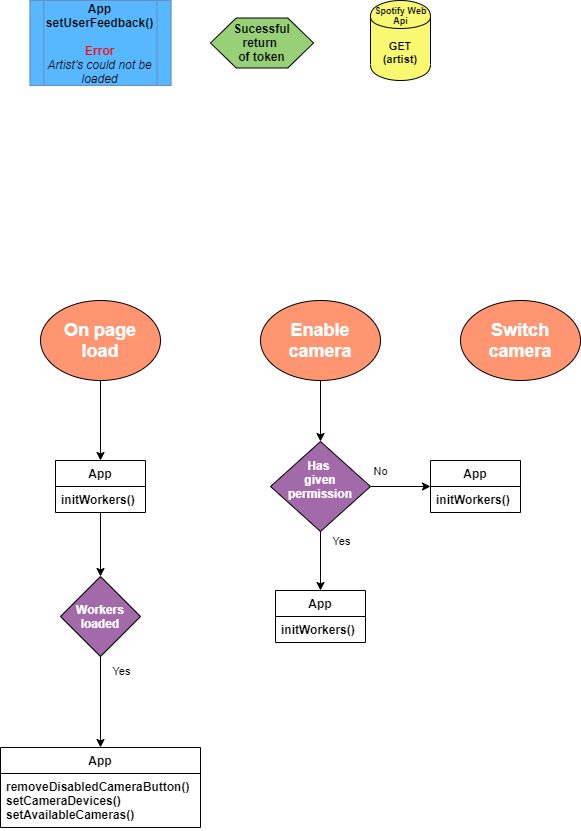 App
setUserFeedback()
Error
Artist's could not be
loaded
Sucessful
return
of token
Spotify Web
Api
GET
(artist)
On page
load
Enable
camera
Switch
camera
App
initWorkers()
Has
given
permission
No
App
initWorkers()
Yes
App
initWorkers()
Workers
loaded
Yes
App
removeDisabledCameraButton()
setCameraDevices()
setAvailableCameras()